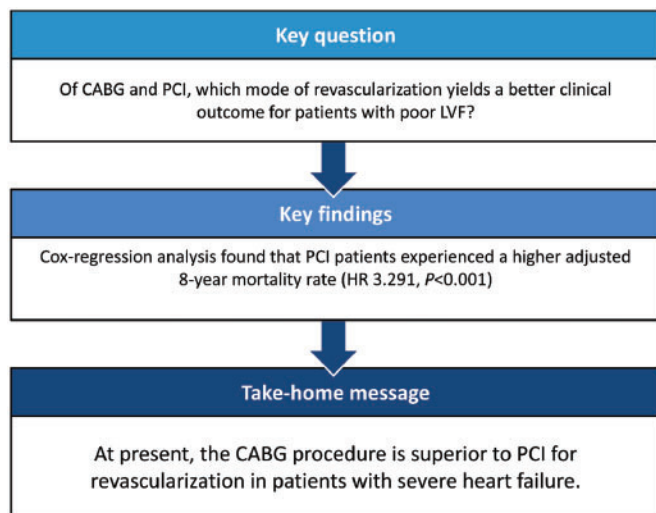 Key question
Of CABG and PCI, which mode of revascularization yields a better clinical
outcome for patients with poor LVF?
Key findings
Cox-regression analysis found that PCI patients experienced a higher adjusted
8-year mortality rate (HR 3.291, P<0.001)
Take-home message
At present, the CABG procedure is superior to PCI for
revascularization in patients with severe heart failure.